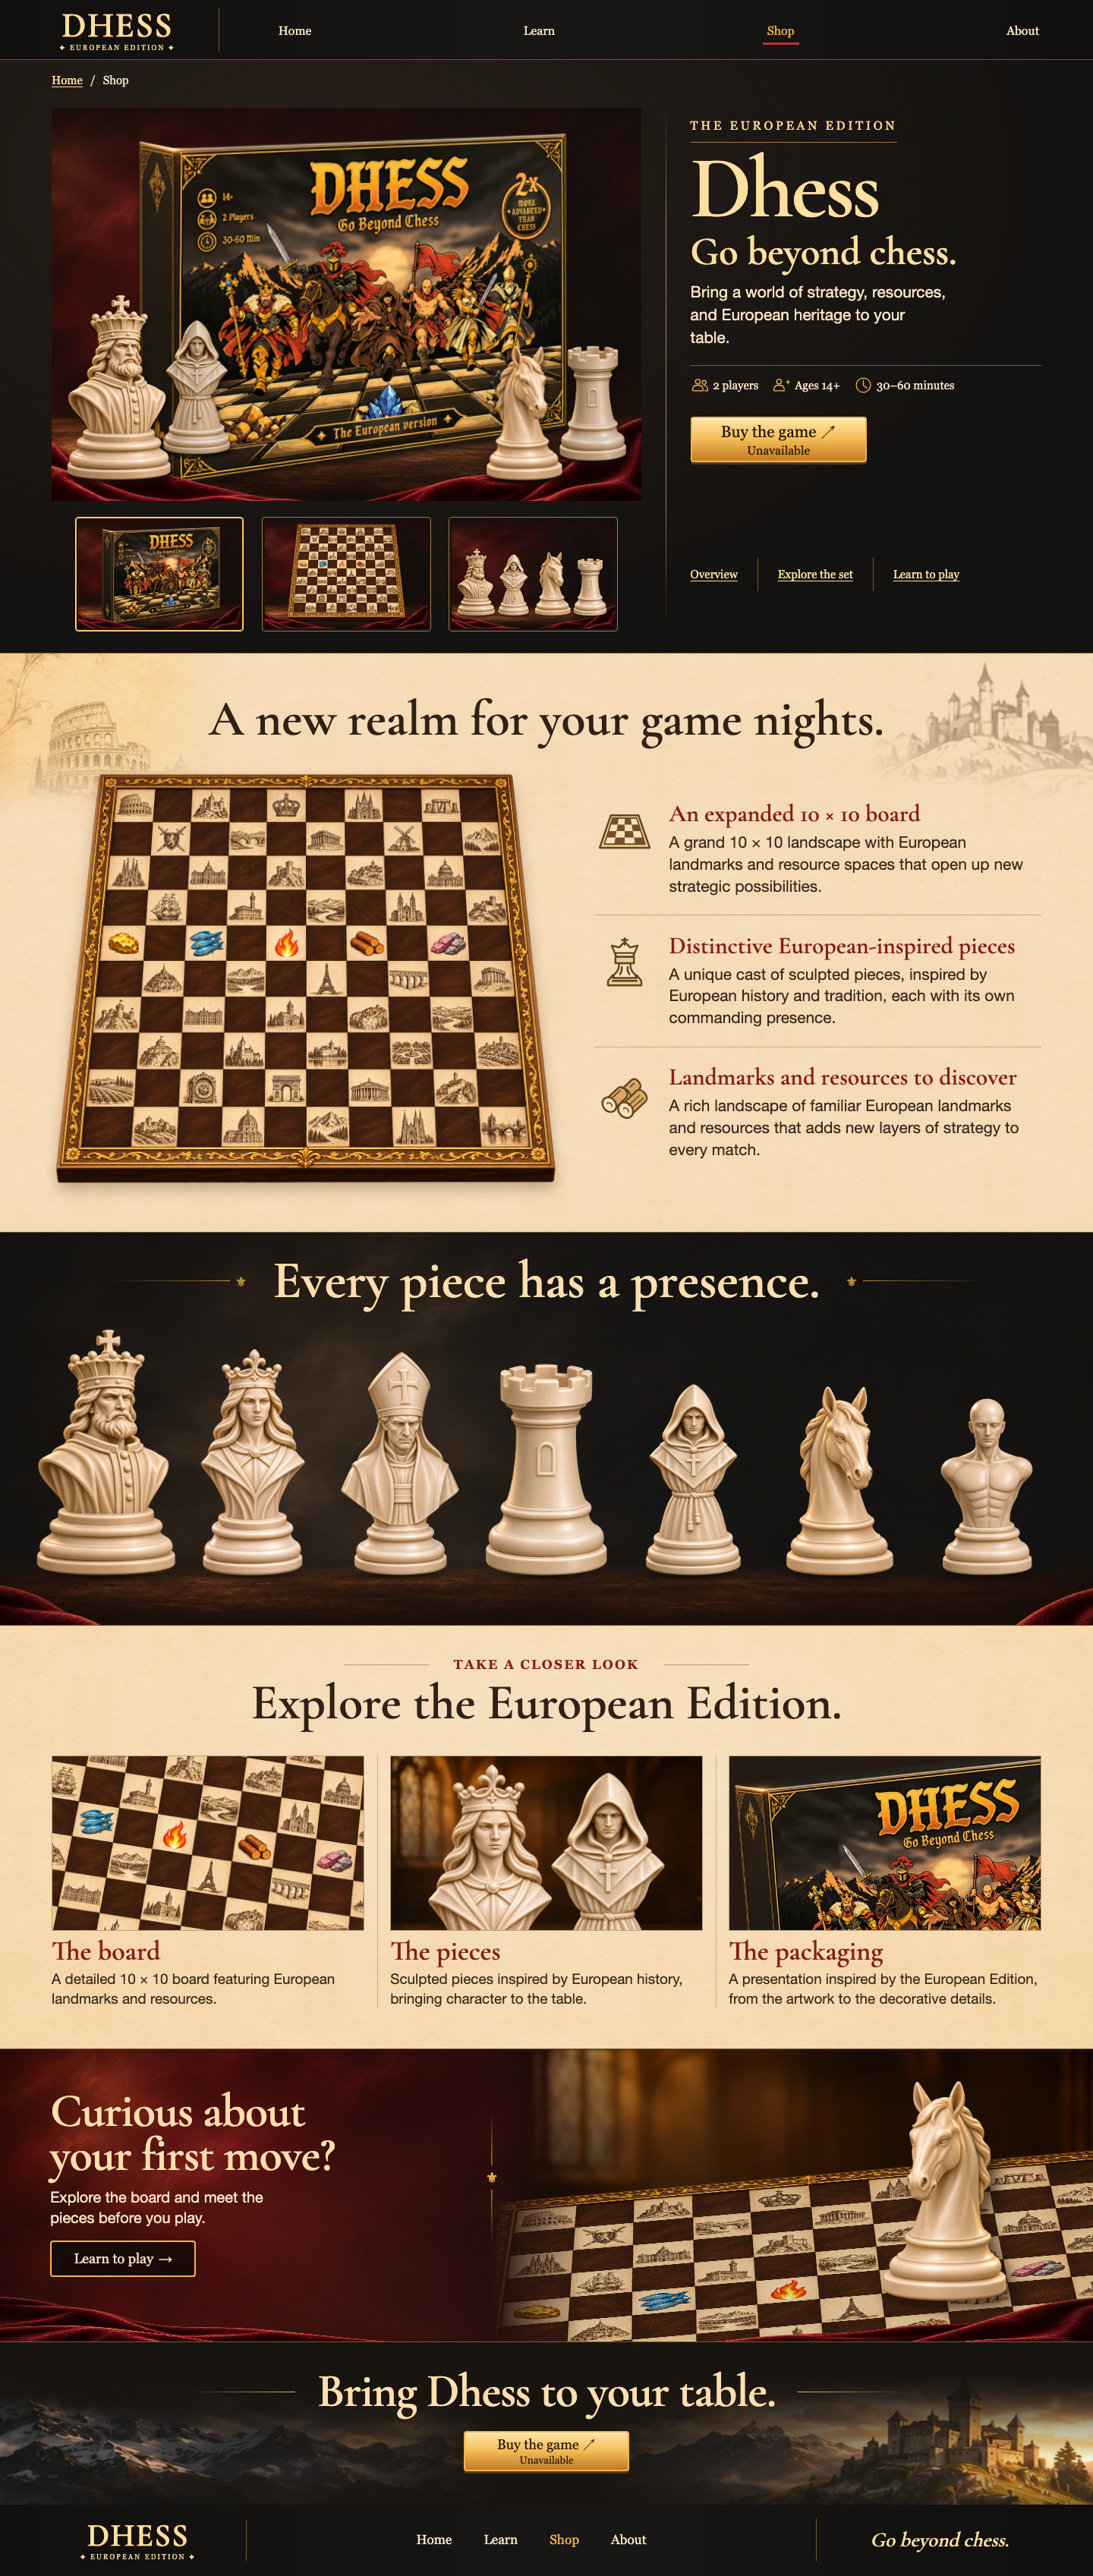 DHESS
✦ EUROPEAN EDITION ✦
Home
Learn
Shop
About
Home / Shop
DHESS
Go Beyond Chess
14+
2 Players
30-60 Min
2x
MORE
ADVANCED
THAN
CHESS
✦ The European version ✦
THE EUROPEAN EDITION
Dhess
Go beyond chess.
Bring a world of strategy, resources,
and European heritage to your
table.
2 players
Ages 14+
30–60 minutes
Buy the game ↗
Unavailable
DHESS
Overview
Explore the set
Learn to play
A new realm for your game nights.
An expanded 10 × 10 board
A grand 10 × 10 landscape with European
landmarks and resource spaces that open up new
strategic possibilities.
Distinctive European-inspired pieces
A unique cast of sculpted pieces, inspired by
European history and tradition, each with its own
commanding presence.
Landmarks and resources to discover
A rich landscape of familiar European landmarks
and resources that adds new layers of strategy to
every match.
Every piece has a presence.
TAKE A CLOSER LOOK
Explore the European Edition.
DHESS
Go Beyond Chess
The board
A detailed 10 × 10 board featuring European
landmarks and resources.
The pieces
Sculpted pieces inspired by European history,
bringing character to the table.
The packaging
A presentation inspired by the European Edition,
from the artwork to the decorative details.
Curious about
your first move?
Explore the board and meet the
pieces before you play.
Learn to play →
Bring Dhess to your table.
Buy the game ↗
Unavailable
DHESS
✦ EUROPEAN EDITION ✦
Home
Learn
Shop
About
Go beyond chess.